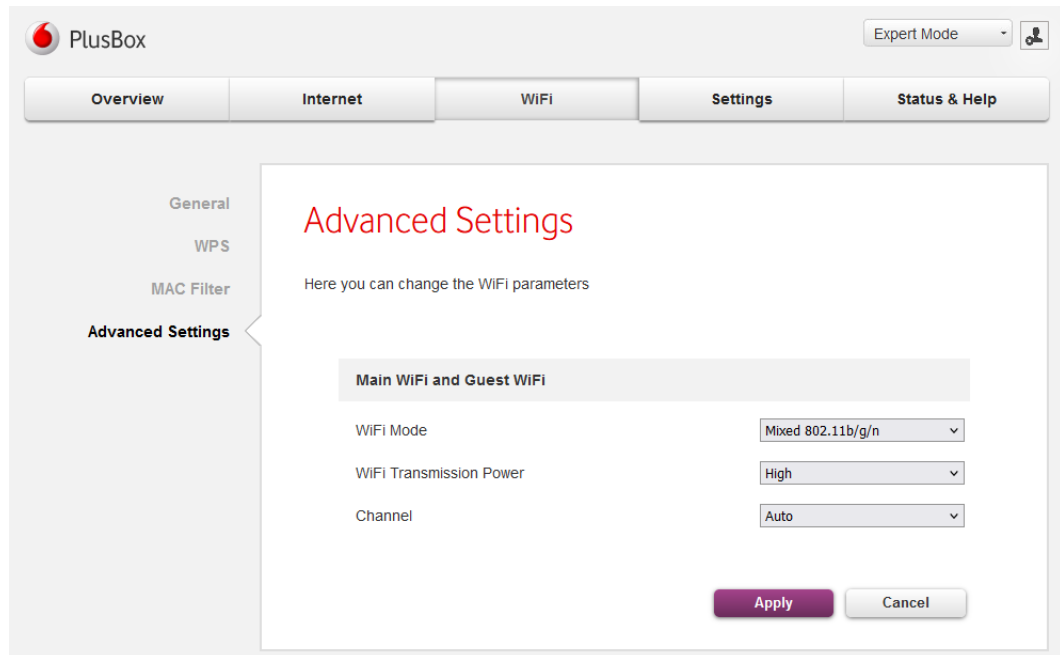 PlusBox
Expert Mode
Overview Internet WiFi Settings Status & Help
General
WPS
MAC Filter
Advanced Settings
Advanced Settings
Here you can change the WiFi parameters
Main WiFi and Guest WiFi
WiFi Mode Mixed 802.11b/g/n
WiFi Transmission Power High
Channel Auto
Apply Cancel